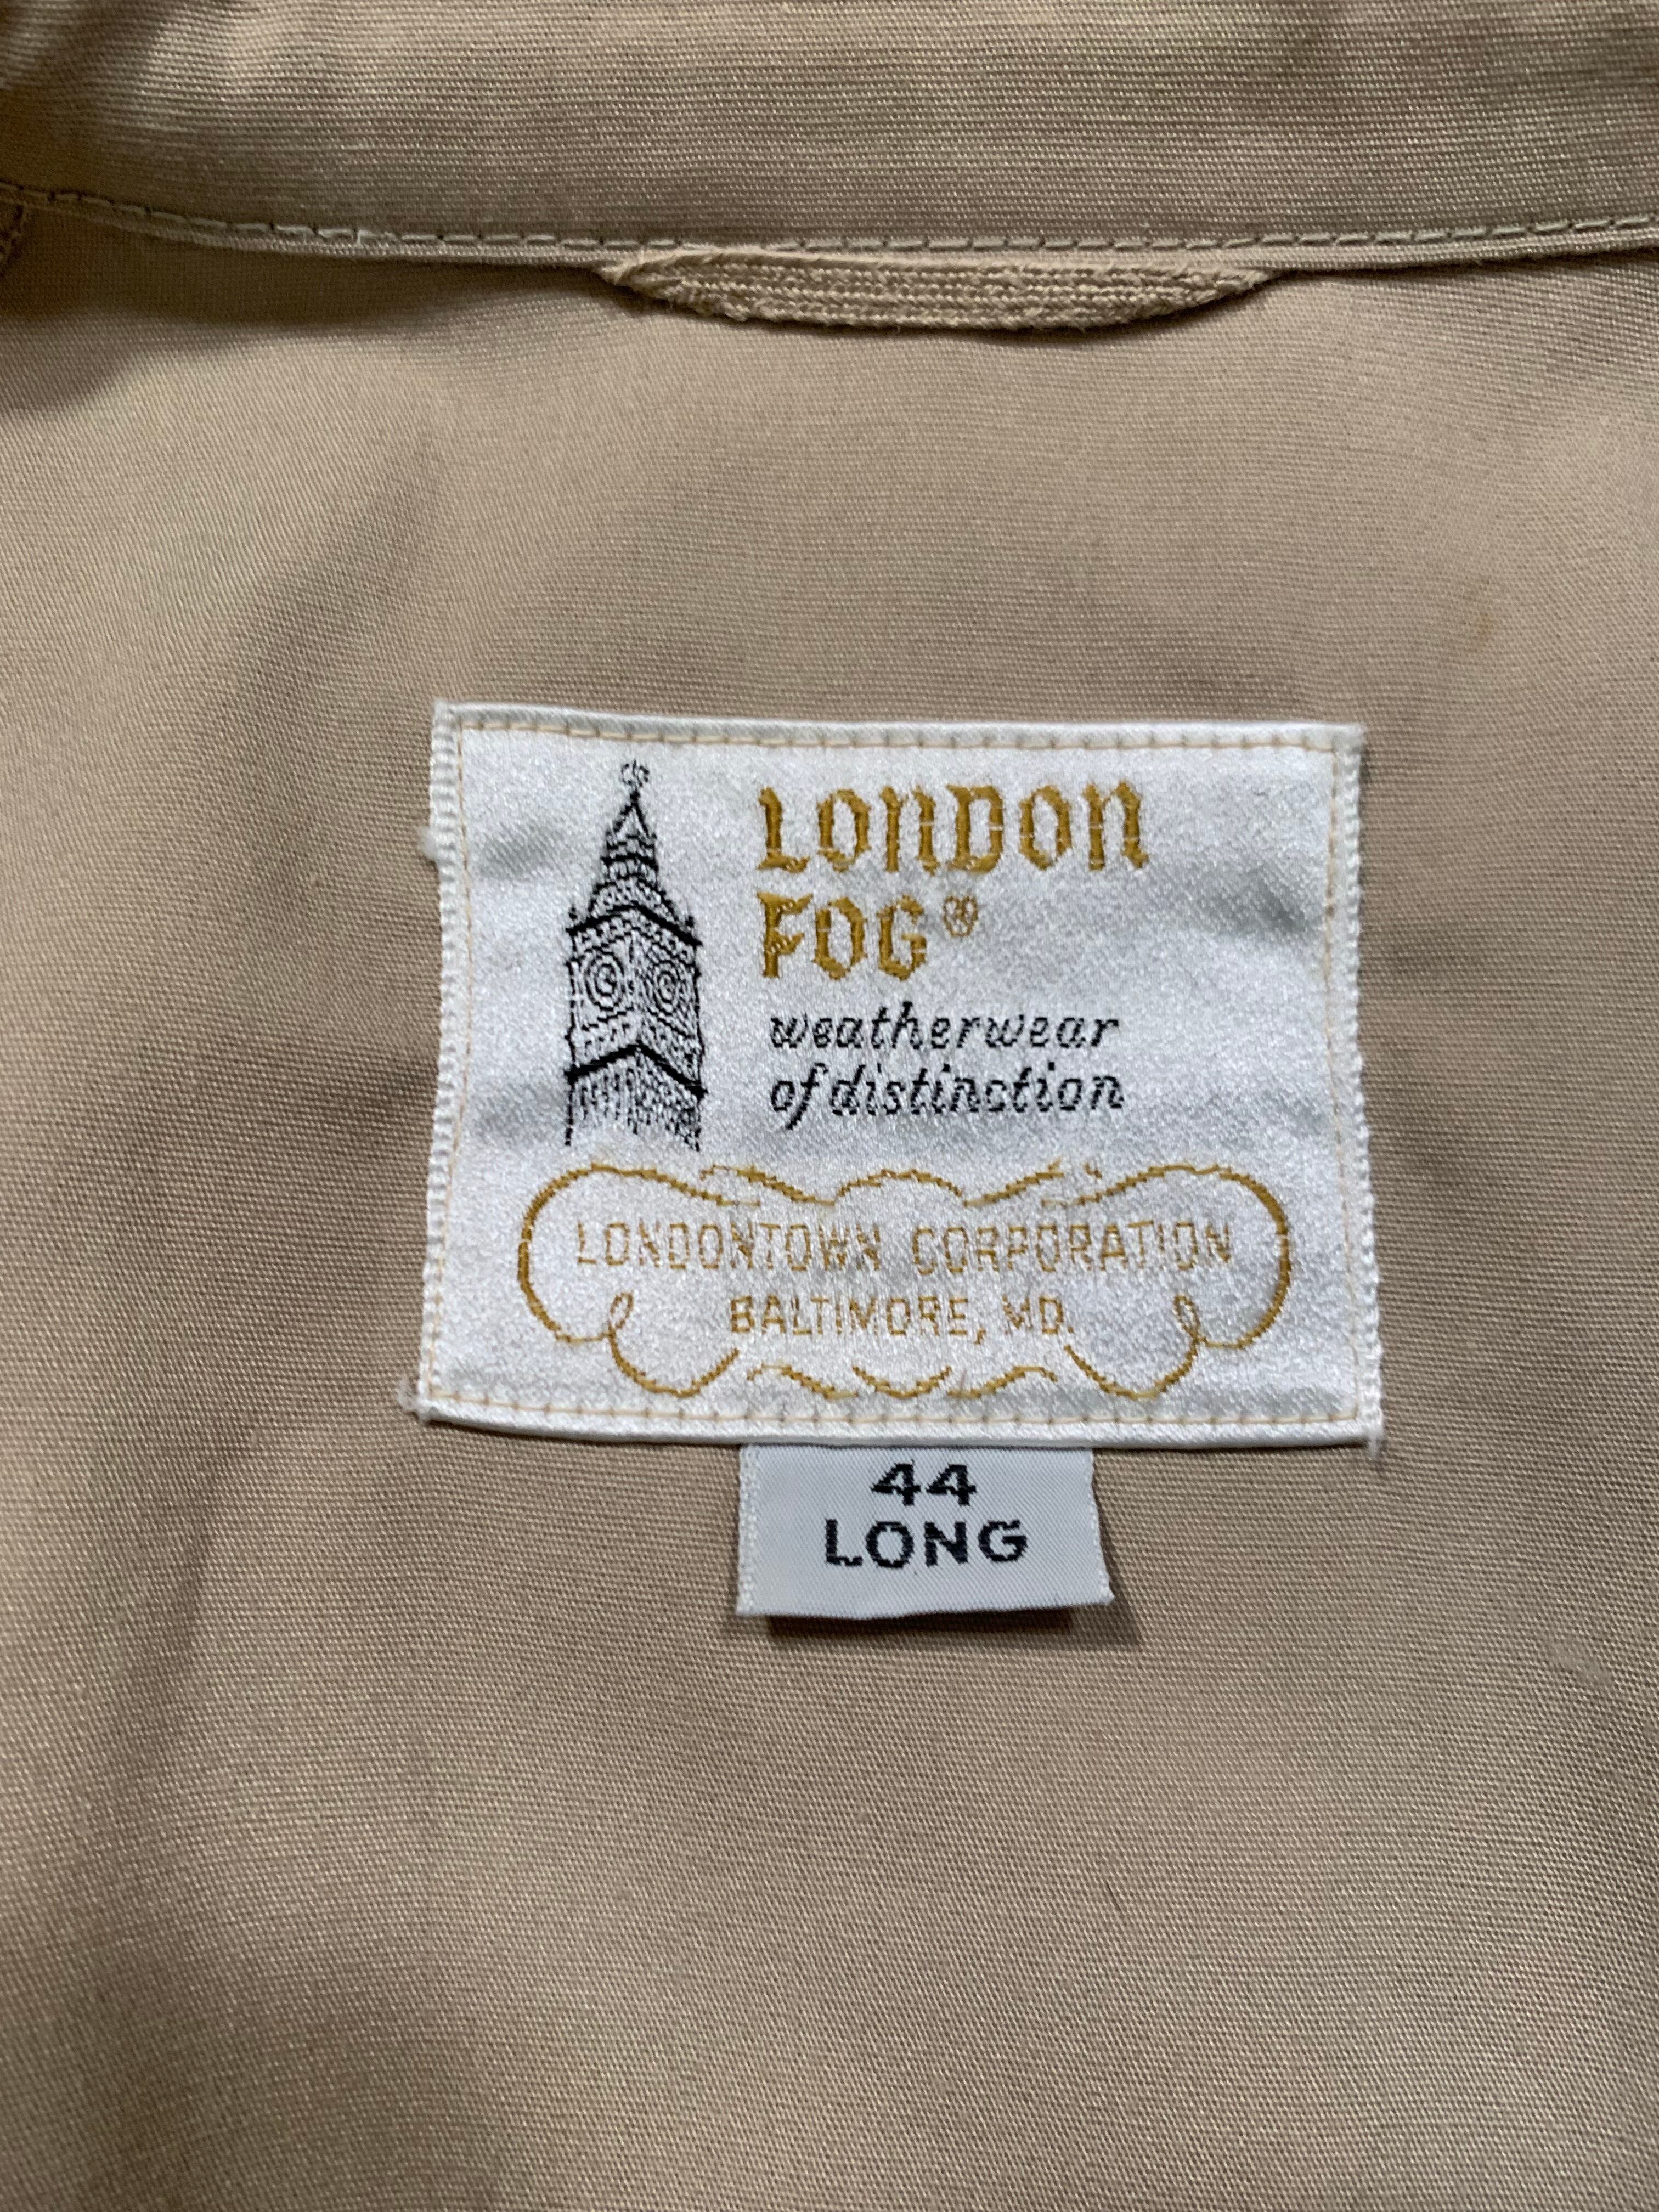 LONDON
FOG®
weatherwear
of distinction
LONDONTOWN CORPORATION
BALTIMORE, MD.
44
LONG